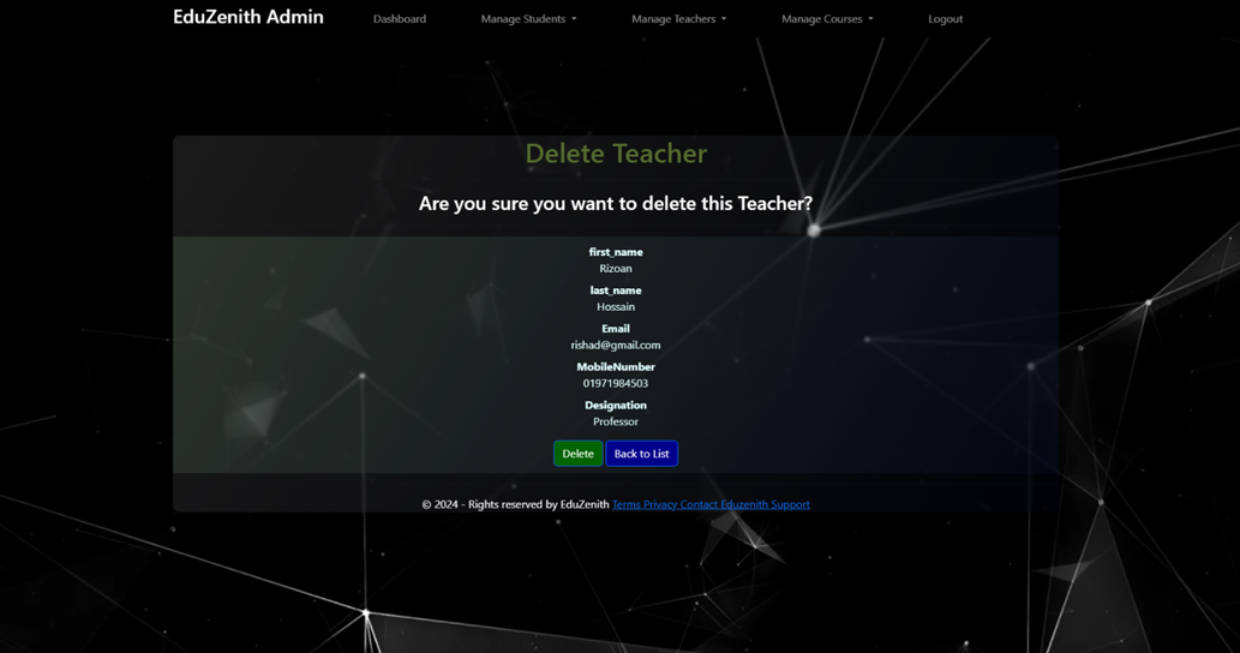 EduZenith Admin Dashboard Manage Students Manage Teachers Manage Courses Logout
Delete Teacher
Are you sure you want to delete this Teacher?
first_name
Rizoan
last_name
Hossain
Email
rishad@gmail.com
MobileNumber
01971984503
Designation
Professor
Delete Back to List
© 2024 - Rights reserved by EduZenith Terms Privacy Contact Eduzenith Support